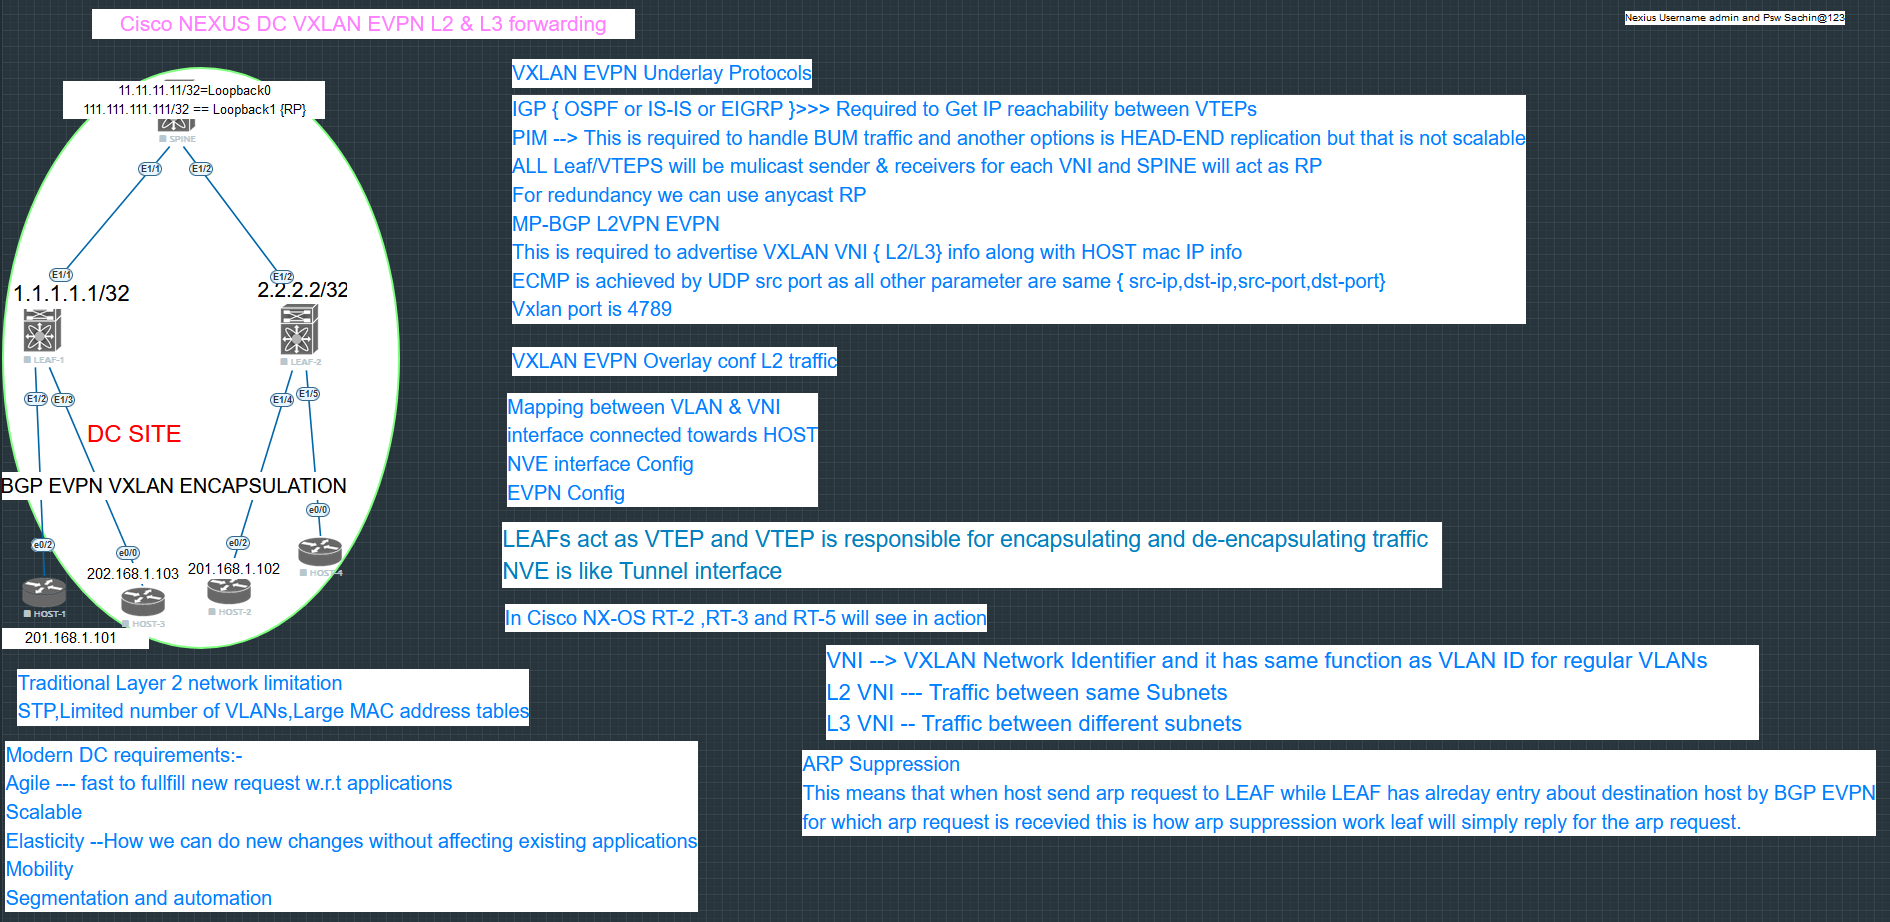 Cisco NEXUS DC VXLAN EVPN L2 & L3 forwarding
Nexius Username admin and Psw Sachin@123
11.11.11.11/32=Loopback0
111.111.111.111/32 == Loopback1 {RP}
SPINE
E1/1
E1/2
E1/1
E1/2
1.1.1.1.1/32
2.2.2.2/32
LEAF-1
LEAF-2
E1/2
E1/3
E1/4
E1/5
DC SITE
BGP EVPN VXLAN ENCAPSULATION
e0/0
e0/2
e0/0
e0/2
202.168.1.103
201.168.1.102
HOST-4
HOST-1
HOST-3
HOST-2
201.168.1.101
VXLAN EVPN Underlay Protocols
IGP { OSPF or IS-IS or EIGRP }>>> Required to Get IP reachability between VTEPs
PIM --> This is required to handle BUM traffic and another options is HEAD-END replication but that is not scalable
ALL Leaf/VTEPS will be mulicast sender & receivers for each VNI and SPINE will act as RP
For redundancy we can use anycast RP
MP-BGP L2VPN EVPN
This is required to advertise VXLAN VNI { L2/L3} info along with HOST mac IP info
ECMP is achieved by UDP src port as all other parameter are same { src-ip,dst-ip,src-port,dst-port}
Vxlan port is 4789
VXLAN EVPN Overlay conf L2 traffic
Mapping between VLAN & VNI
interface connected towards HOST
NVE interface Config
EVPN Config
LEAFs act as VTEP and VTEP is responsible for encapsulating and de-encapsulating traffic
NVE is like Tunnel interface
In Cisco NX-OS RT-2 ,RT-3 and RT-5 will see in action
VNI --> VXLAN Network Identifier and it has same function as VLAN ID for regular VLANs
L2 VNI --- Traffic between same Subnets
L3 VNI -- Traffic between different subnets
Traditional Layer 2 network limitation
STP,Limited number of VLANs,Large MAC address tables
Modern DC requirements:-
Agile --- fast to fullfill new request w.r.t applications
Scalable
Elasticity --How we can do new changes without affecting existing applications
Mobility
Segmentation and automation
ARP Suppression
This means that when host send arp request to LEAF while LEAF has alreday entry about destination host by BGP EVPN
for which arp request is recevied this is how arp suppression work leaf will simply reply for the arp request.